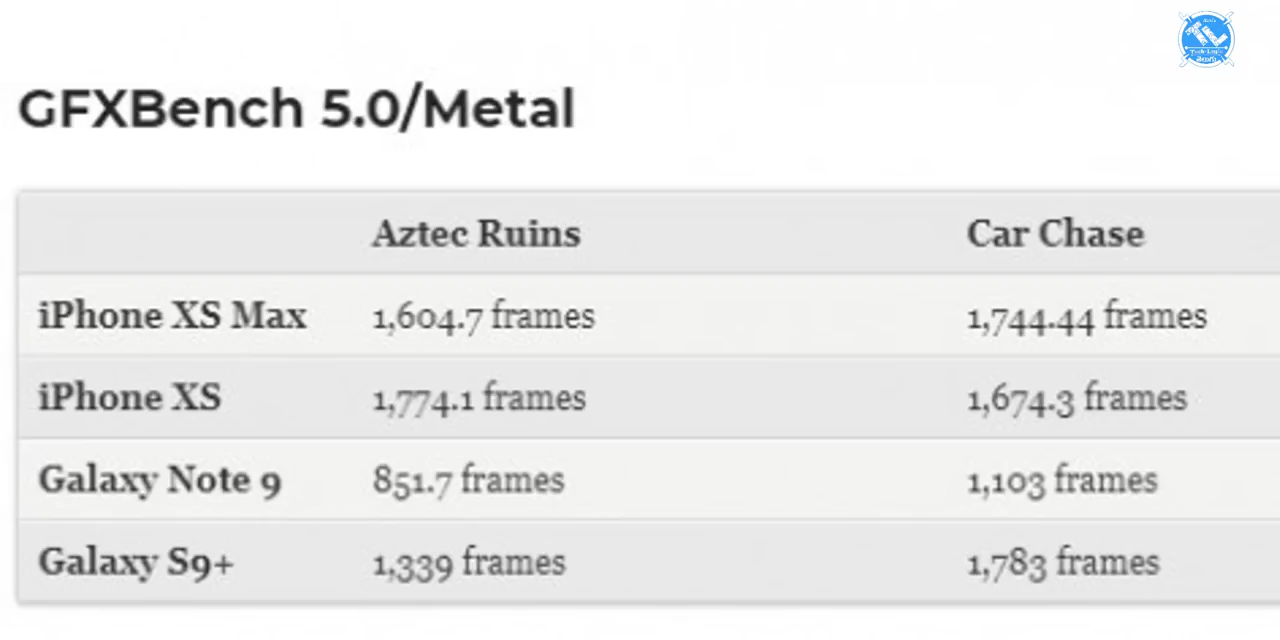 GFXBench 5.0/Metal
Aztec Ruins Car Chase
iPhone XS Max 1,604.7 frames 1,744.44 frames
iPhone XS 1,774.1 frames 1,674.3 frames
Galaxy Note 9 851.7 frames 1,103 frames
Galaxy S9+ 1,339 frames 1,783 frames